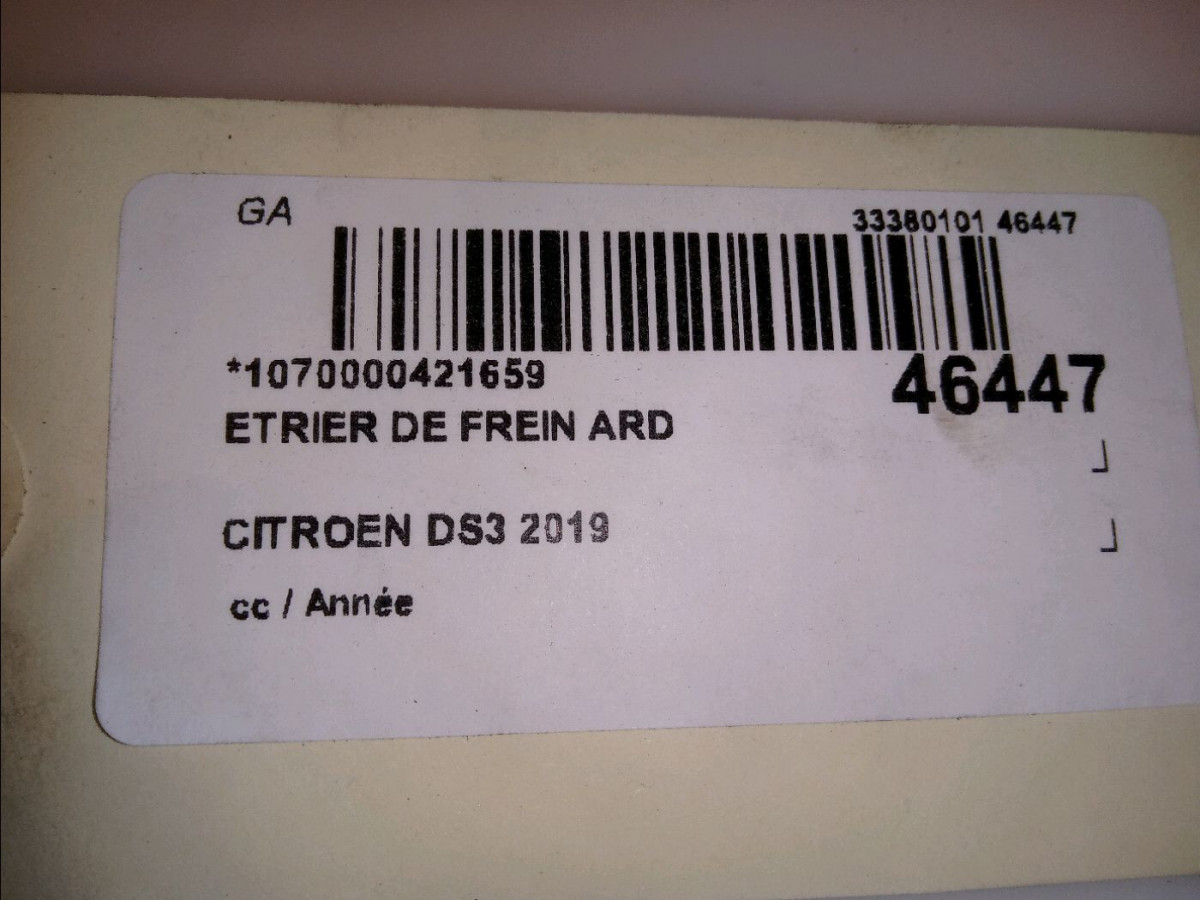 GA
33380101 46447
*1070000421659
46447
ETRIER DE FREIN ARD
CITROEN DS3 2019
cc / Année